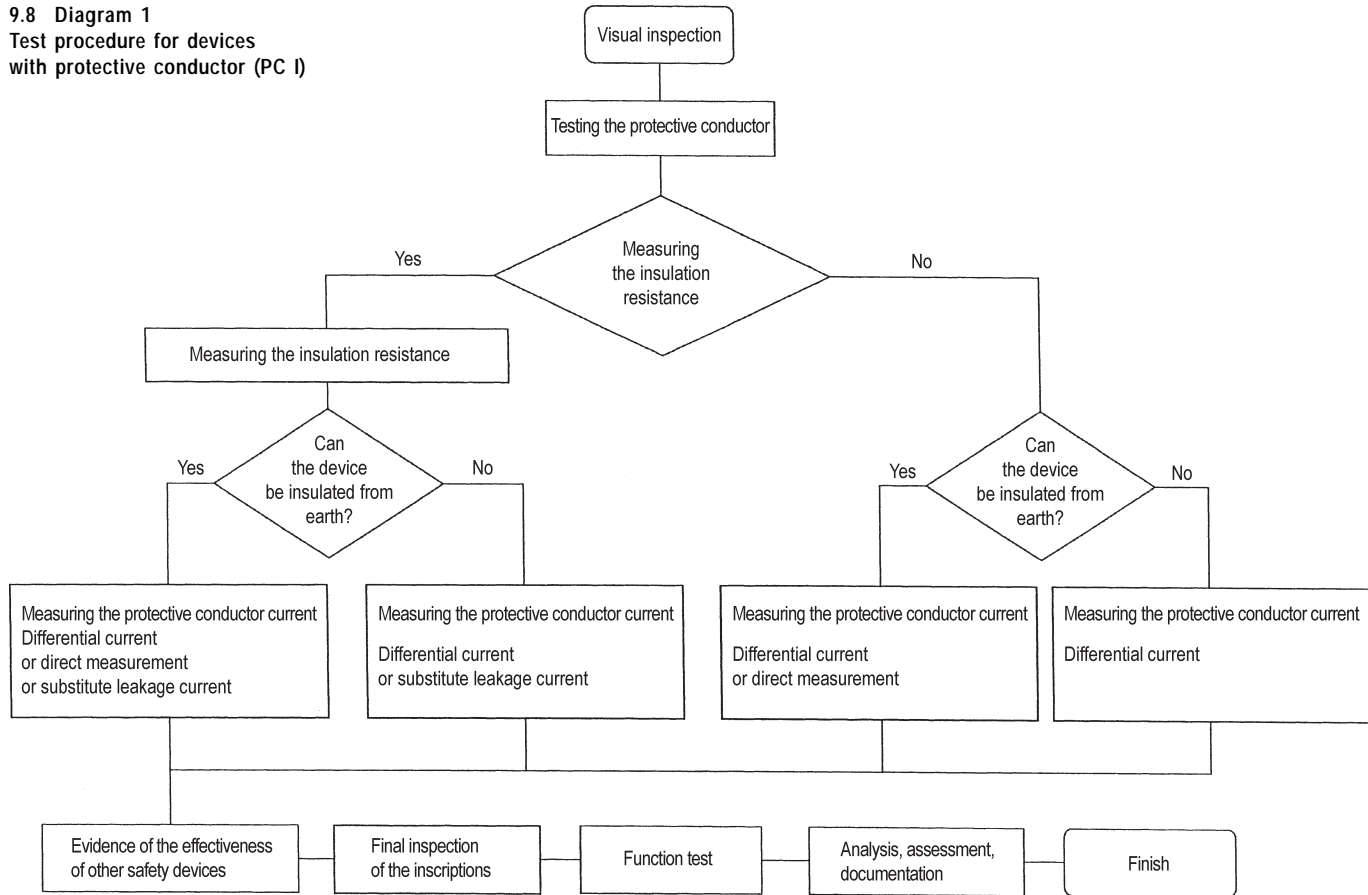 9.8 Diagram 1
Test procedure for devices
with protective conductor (PC I)
Visual inspection
Testing the protective conductor
Measuring
the insulation
resistance
Yes
No
Measuring the insulation resistance
Can
the device
be insulated from
earth?
Yes
No
Can
the device
be insulated from
earth?
Yes
No
Measuring the protective conductor current
Differential current
or direct measurement
or substitute leakage current
Measuring the protective conductor current
Differential current
or substitute leakage current
Measuring the protective conductor current
Differential current
or direct measurement
Measuring the protective conductor current
Differential current
Evidence of the effectiveness
of other safety devices
Final inspection
of the inscriptions
Function test
Analysis, assessment,
documentation
Finish